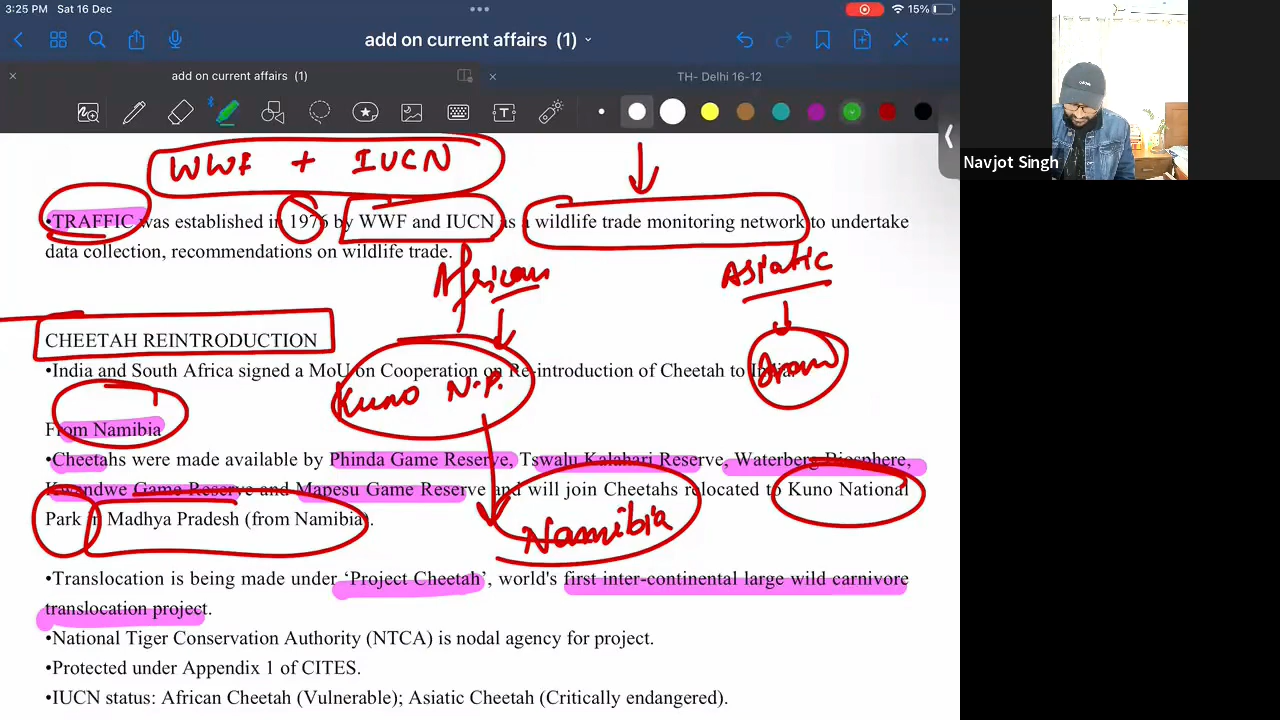 3:25 PM Sat 16 Dec
15%
add on current affairs (1)
add on current affairs (1)
TH- Delhi 16-12
Navjot Singh
WWF + IUCN
•TRAFFIC was established in 1976 by WWF and IUCN as a wildlife trade monitoring network to undertake
data collection, recommendations on wildlife trade.
African
Asiatic
CHEETAH REINTRODUCTION
•India and South Africa signed a MoU on Cooperation on Re-introduction of Cheetah to India.
Iran
Kuno N.P.
From Namibia
•Cheetahs were made available by Phinda Game Reserve, Tswalu Kalahari Reserve, Waterberg Biosphere,
Kwandwe Game Reserve and Mapesu Game Reserve and will join Cheetahs relocated to Kuno National
Park in Madhya Pradesh (from Namibia).
Namibia
•Translocation is being made under ‘Project Cheetah’, world's first inter-continental large wild carnivore
translocation project.
•National Tiger Conservation Authority (NTCA) is nodal agency for project.
•Protected under Appendix 1 of CITES.
•IUCN status: African Cheetah (Vulnerable); Asiatic Cheetah (Critically endangered).